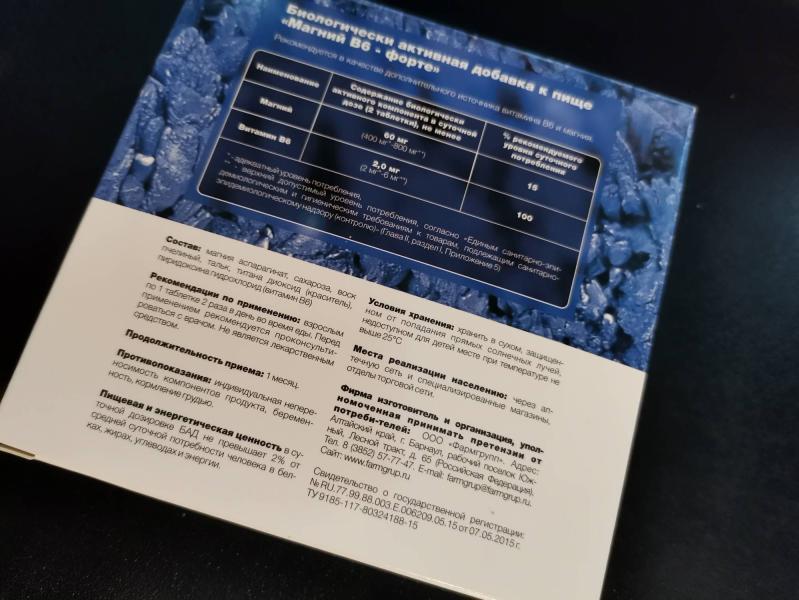 Биологически активная добавка к пище
«Магний В6 - форте»
Рекомендуется в качестве дополнительного источника витамина В6 и магния.
Наименование
Содержание биологически
активного компонента в суточной
дозе (2 таблетки), не менее
% рекомендуемого
уровня суточного
потребления
Магний
60 мг
(400 мг*-800 мг**)
15
Витамин В6
2,0 мг
(2 мг*-6 мг**)
100
* - адекватный уровень потребления,
** - верхний допустимый уровень потребления, согласно «Единым санитарно-эпи-
демиологическим и гигиеническим требованиям к товарам, подлежащим санитарно-
эпидемиологическому надзору (контролю)» (Глава II, раздел I, Приложение 5)
Состав: магния аспарагинат, сахароза, воск
пчелиный, тальк, титана диоксид (краситель),
пиридоксина гидрохлорид (витамин В6)
Рекомендации по применению: взрослым
по 1 таблетке 2 раза в день во время еды. Перед
применением рекомендуется проконсульти-
роваться с врачом. Не является лекарственным
средством.
Продолжительность приема: 1 месяц.
Противопоказания: индивидуальная непере-
носимость компонентов продукта, беремен-
ность, кормление грудью.
Пищевая и энергетическая ценность в су-
точной дозировке БАД не превышает 2% от
средней суточной потребности человека в бел-
ках, жирах, углеводах и энергии.
Условия хранения: хранить в сухом, защищен-
ном от попадания прямых солнечных лучей,
недоступном для детей месте при температуре не
выше 25°С
Места реализации населению: через ап-
течную сеть и специализированные магазины,
отделы торговой сети.
Фирма изготовитель и организация, упол-
номоченная принимать претензии от
потреби-телей: ООО «Фармгрупп». Адрес:
Алтайский край, г. Барнаул, рабочий поселок Юж-
ный, Лесной тракт, д. 65 (Российская Федерация).
Тел. 8 (3852) 57-77-47. E-mail: farmgrup@farmgrup.ru.
Сайт: www.farmgrup.ru
Свидетельство о государственной регистрации:
№ RU.77.99.88.003.Е.006209.05.15 от 07.05.2015 г.
ТУ 9185-117-80324188-15